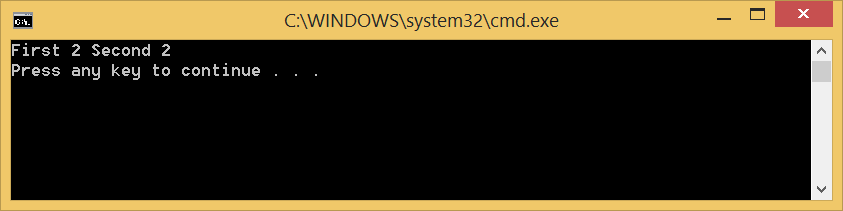 C:\WINDOWS\system32\cmd.exe
First 2 Second 2
Press any key to continue . . .